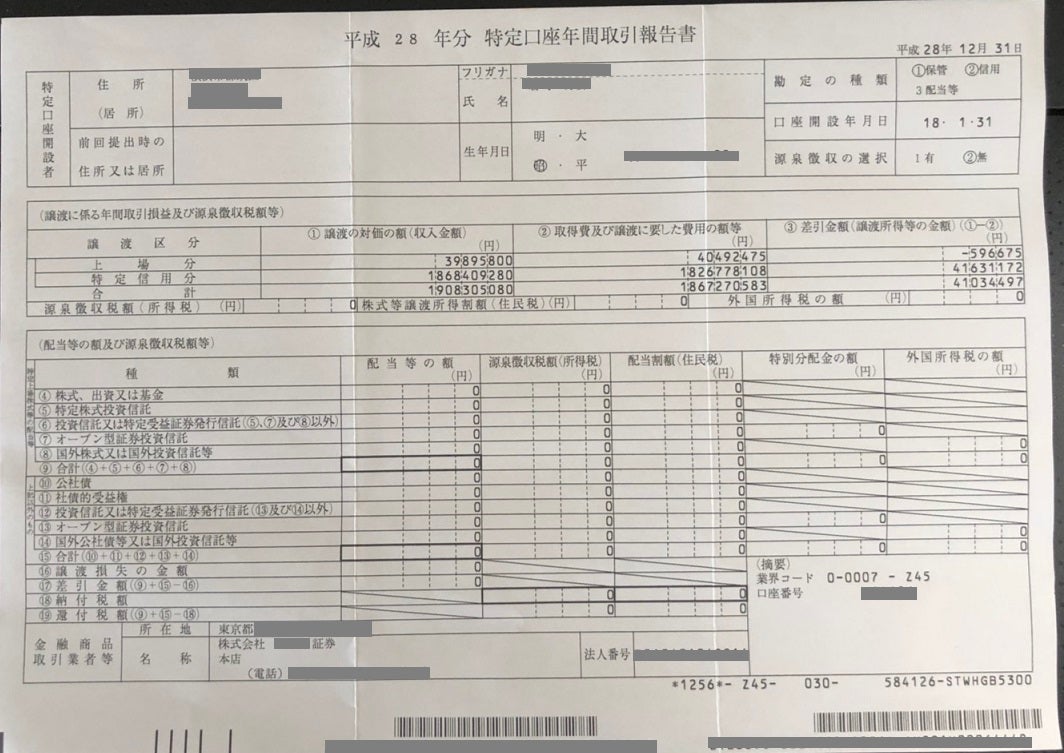 平成 28 年分 特定口座年間取引報告書
平成 28年 12月 31日
特定口座開設者
住 所
(居 所)
前回提出時の
住所又は居所
フリガナ
氏 名
生年月日
明 ・ 大
昭 ・ 平
勘定の種類
①保管 ②信用
3 配当等
口座開設年月日
18・ 1・31
源泉徴収の選択
1有 ②無
(譲渡に係る年間取引損益及び源泉徴収税額等)
譲 渡 区 分 ①譲渡の対価の額(収入金額) (円) ②取得費及び譲渡に要した費用の額等 (円) ③差引金額(譲渡所得等の金額)(①−②) (円)
上 場 分 39895800 40492475 -596675
特 定 信 用 分 1868409280 1826778108 41631172
合 計 1908305080 1867270583 41034497
源泉徴収税額(所得税) (円) 0 株式等譲渡所得割額(住民税)(円) 0 外国所得税の額 (円) 0
(配当等の額及び源泉徴収税額等)
種 類 配当等の額 (円) 源泉徴収税額(所得税) (円) 配当割額(住民税) (円) 特別分配金の額 (円) 外国所得税の額 (円)
④ 株式、出資又は基金 0 0 0
⑤ 特定株式投資信託 0 0 0
⑥ 投資信託又は特定受益証券発行信託(⑤、⑦及び⑧以外) 0 0 0
⑦ オープン型証券投資信託 0 0 0 0
⑧ 国外株式又は国外投資信託等 0 0 0 0
⑨ 合計(④+⑤+⑥+⑦+⑧) 0 0 0 0 0
⑩ 公社債 0 0 0
⑪ 社債的受益権 0 0 0
⑫ 投資信託又は特定受益証券発行信託(⑬及び⑭以外) 0 0 0
⑬ オープン型証券投資信託 0 0 0 0
⑭ 国外公社債等又は国外投資信託等 0 0 0 0
⑮ 合計(⑩+⑪+⑫+⑬+⑭) 0 0 0 0 0
⑯ 譲 渡 損 失 の 金 額 0
⑰ 差 引 金 額(⑨+⑮−⑯) 0
⑱ 納 付 税 額 0 0
⑲ 還 付 税 額(⑨+⑮−⑱) 0 0
(摘要)
業界コード 0-0007 - Z45
口座番号
金融商品取引業者等
所 在 地
東京都
名 称
株式会社 証券
本店
(電話)
法人番号
*1256*- Z45- 030- 584126-STWHGB5300